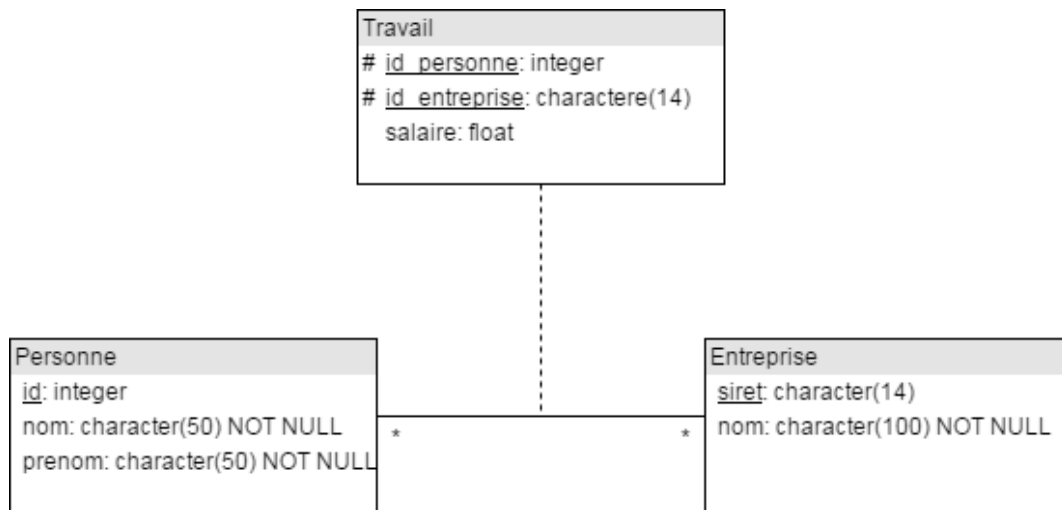 Travail
# id_personne: integer
# id_entreprise: charactere(14)
salaire: float
Personne
id: integer
nom: character(50) NOT NULL
prenom: character(50) NOT NULL
*
*
Entreprise
siret: character(14)
nom: character(100) NOT NULL